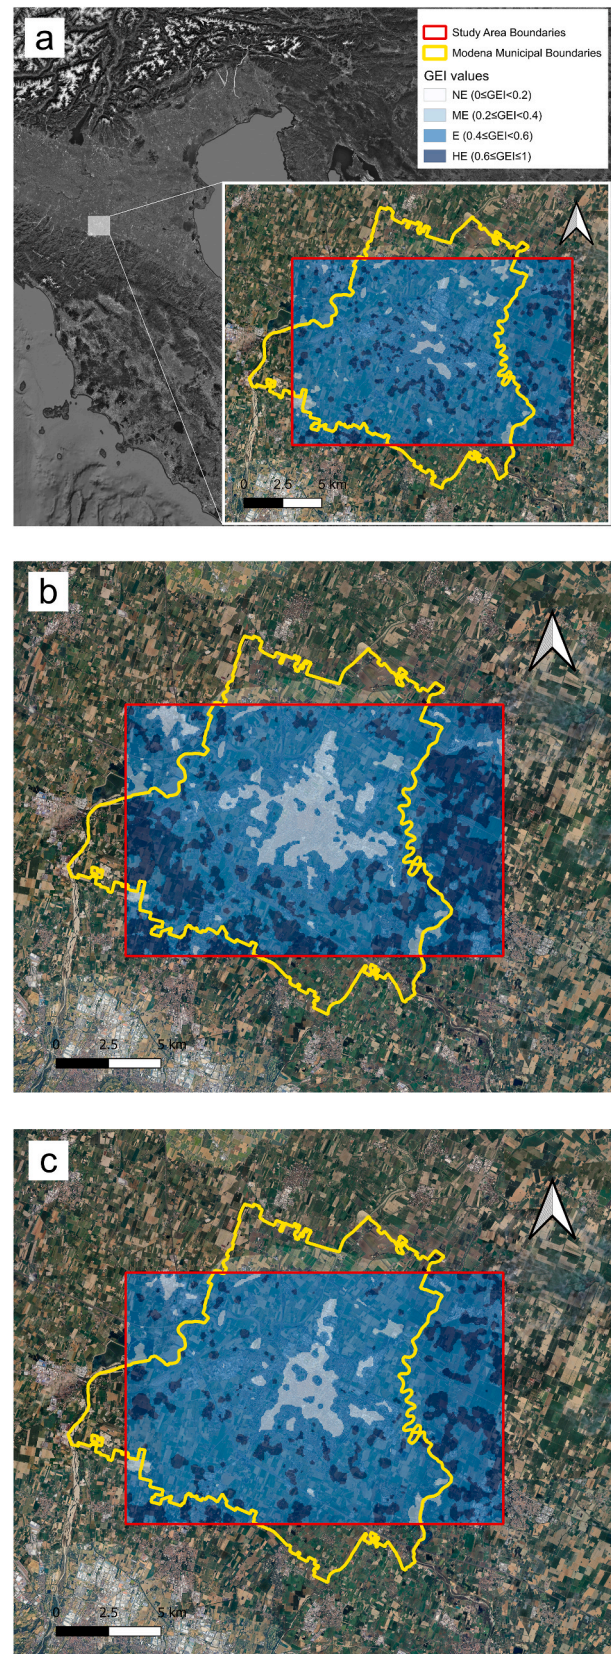 a
Study Area Boundaries
Modena Municipal Boundaries
GEI values
NE (0≤GEI<0.2)
ME (0.2≤GEI<0.4)
E (0.4≤GEI<0.6)
HE (0.6≤GEI≤1)
0 2.5 5 km
b
0 2.5 5 km
c
0 2.5 5 km